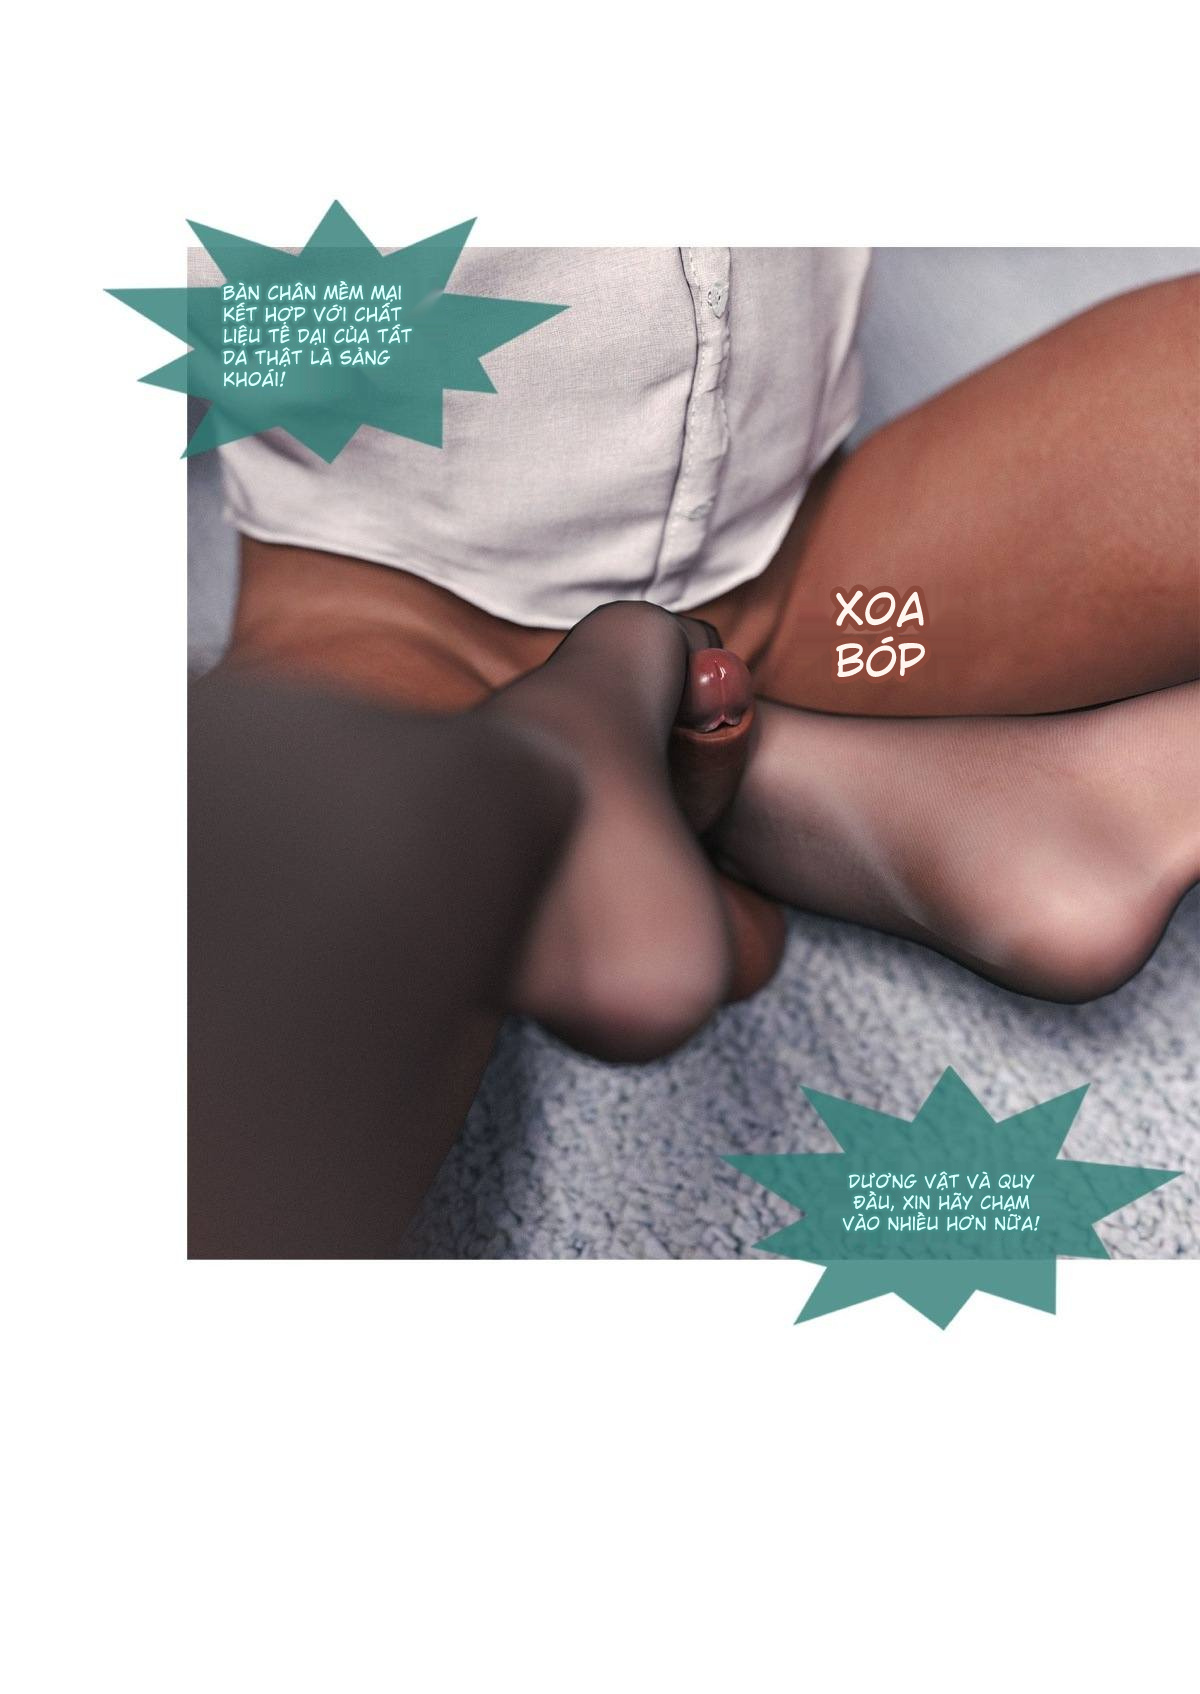 BÀN CHÂN MỀM MẠI
KẾT HỢP VỚI CHẤT
LIỆU TÊ DẠI CỦA TẤT
DA THẬT LÀ SẢNG
KHOÁI!
XOA
BÓP
DƯƠNG VẬT VÀ QUY
ĐẦU, XIN HÃY CHẠM
VÀO NHIỀU HƠN NỮA!